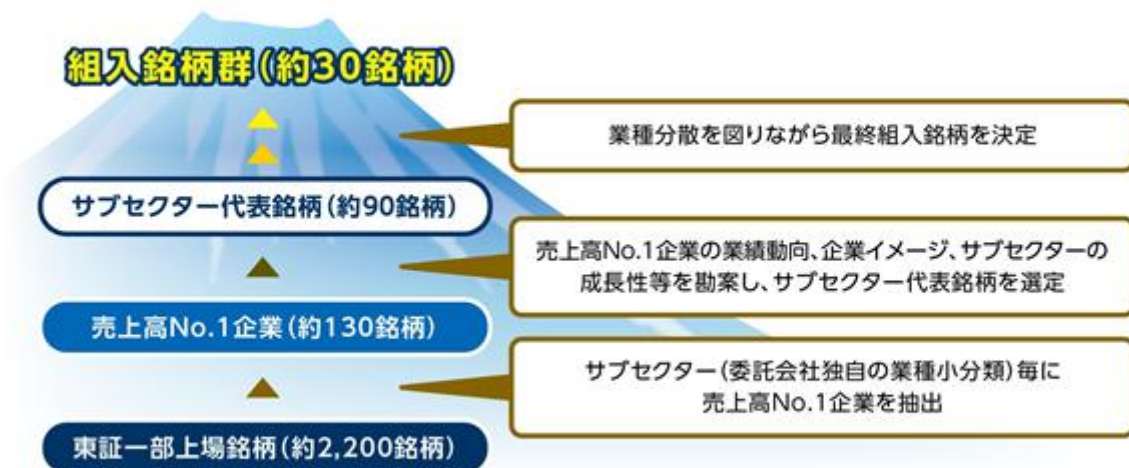 組入銘柄群(約30銘柄)
業種分散を図りながら最終組入銘柄を決定
サブセクター代表銘柄(約90銘柄)
売上高No.1企業の業績動向、企業イメージ、サブセクターの
成長性等を勘案し、サブセクター代表銘柄を選定
売上高No.1企業(約130銘柄)
サブセクター(委託会社独自の業種小分類)毎に
売上高No.1企業を抽出
東証一部上場銘柄(約2,200銘柄)